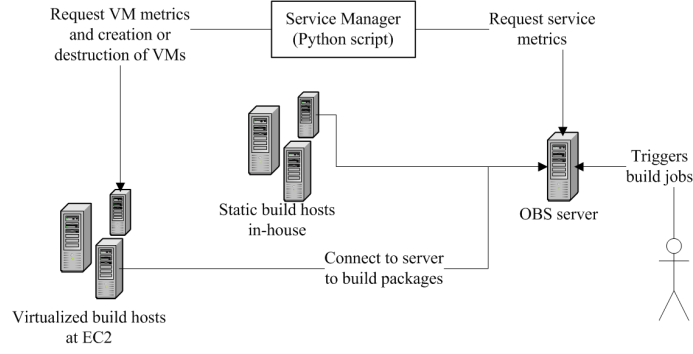 Request VM metrics
and creation or
destruction of VMs
Service Manager
(Python script)
Request service
metrics
Triggers
build jobs
Static build hosts
in-house
OBS server
Connect to server
to build packages
Virtualized build hosts
at EC2